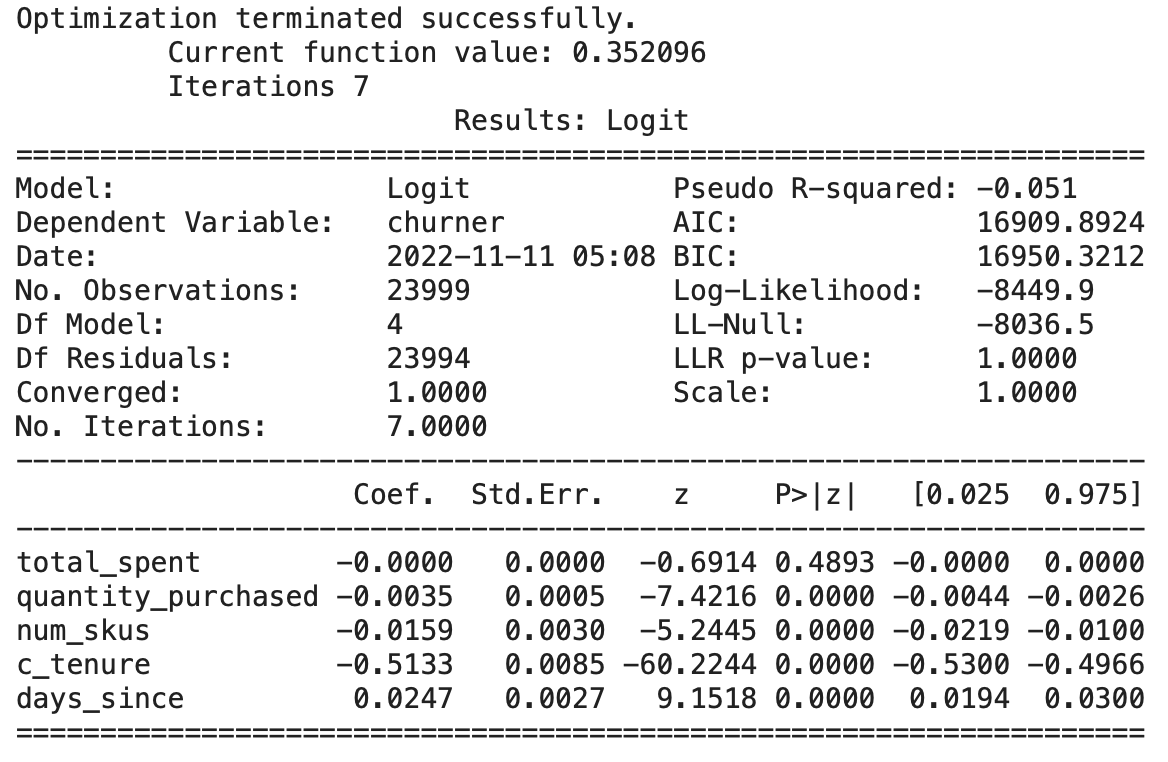 Optimization terminated successfully.
         Current function value: 0.352096
         Iterations 7
                          Results: Logit
===================================================================
Model:                Logit            Pseudo R-squared: -0.051
Dependent Variable:   churner          AIC:              16909.8924
Date:                 2022-11-11 05:08 BIC:              16950.3212
No. Observations:     23999            Log-Likelihood:   -8449.9
Df Model:             4                LL-Null:          -8036.5
Df Residuals:         23994            LLR p-value:      1.0000
Converged:            1.0000           Scale:            1.0000
No. Iterations:       7.0000
-------------------------------------------------------------------
                    Coef.  Std.Err.    z     P>|z|   [0.025  0.975]
-------------------------------------------------------------------
total_spent        -0.0000   0.0000  -0.6914 0.4893 -0.0000  0.0000
quantity_purchased -0.0035   0.0005  -7.4216 0.0000 -0.0044 -0.0026
num_skus           -0.0159   0.0030  -5.2445 0.0000 -0.0219 -0.0100
c_tenure           -0.5133   0.0085 -60.2244 0.0000 -0.5300 -0.4966
days_since          0.0247   0.0027   9.1518 0.0000  0.0194  0.0300
===================================================================